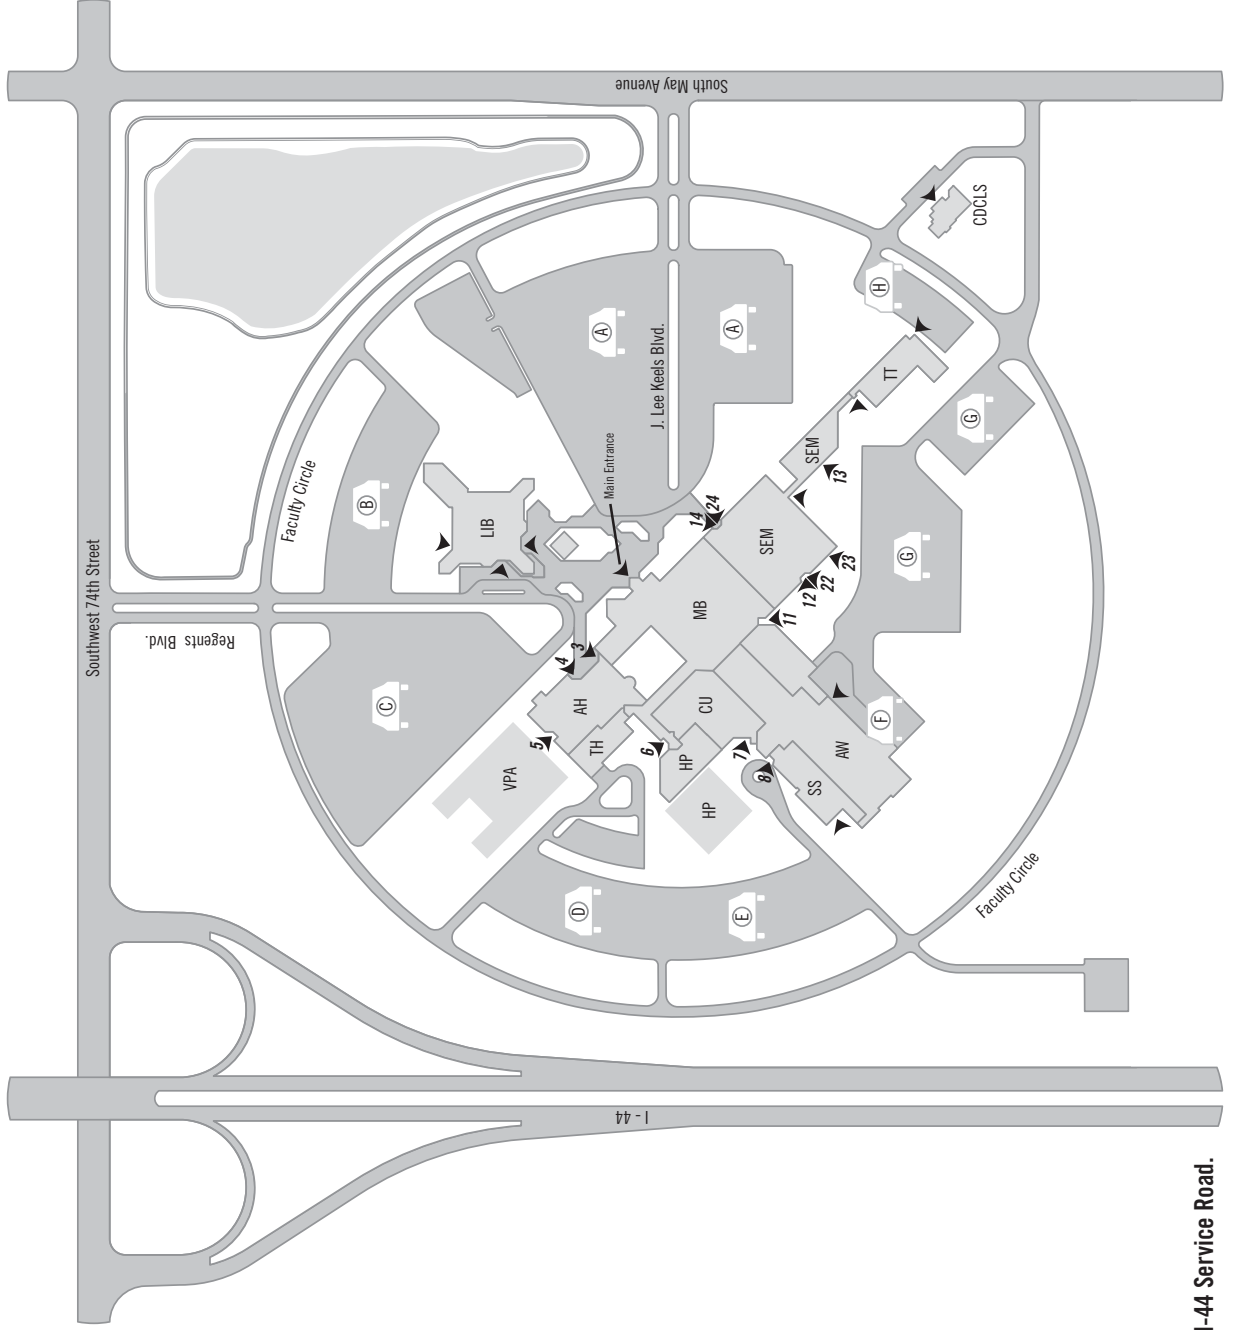 South May Avenue
CDCLS
H
A
A
J. Lee Keels Blvd.
TT
G
Main Entrance
SEM
13
Faculty Circle
B
LIB
14
24
SEM
G
23
22
12
11
Southwest 74th Street
Regents Blvd.
MB
3
4
C
AH
CU
F
5
TH
6
7
AW
VPA
HP
8
SS
HP
Faculty Circle
D
E
I - 44
I-44 Service Road.